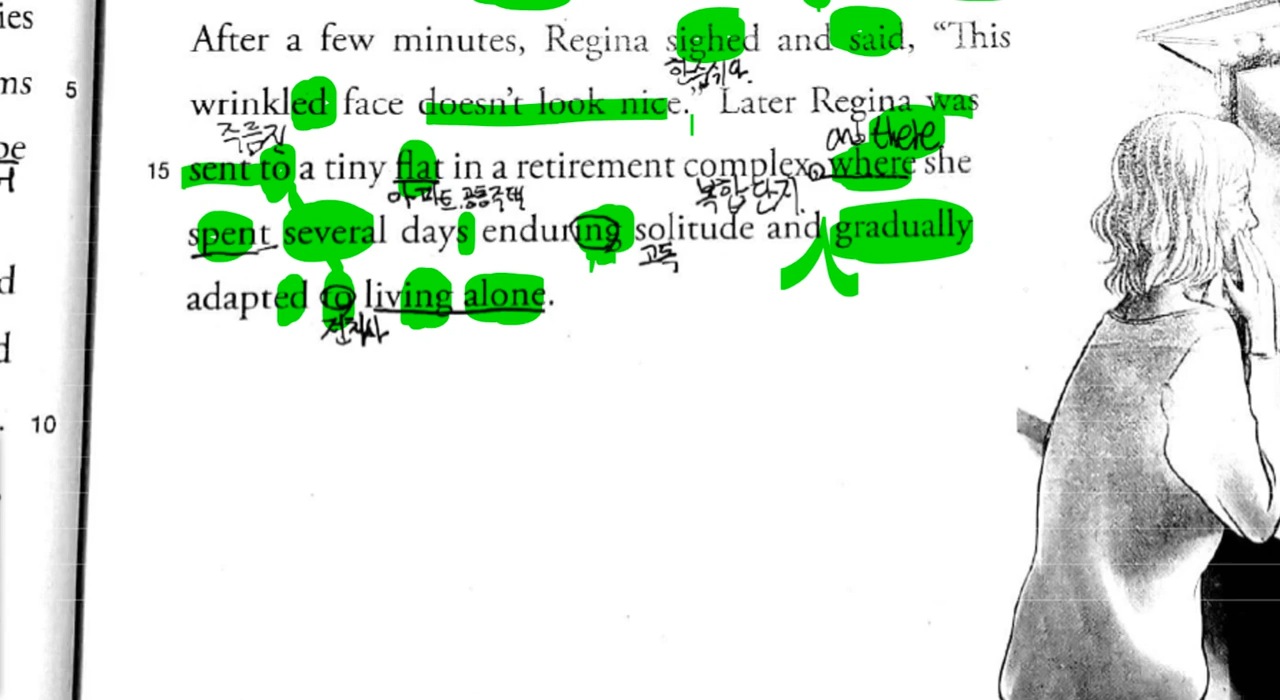 ies
After a few minutes, Regina sighed and said, “This
한숨쉬다.
ms 5
wrinkled face doesn't look nice.” Later Regina was
주름진
and there
15 sent to a tiny flat in a retirement complex, where she
아파트, 공동주택
복합단지.
spent several days enduring solitude and gradually
고독
d
adapted to living alone.
전치사
d
10